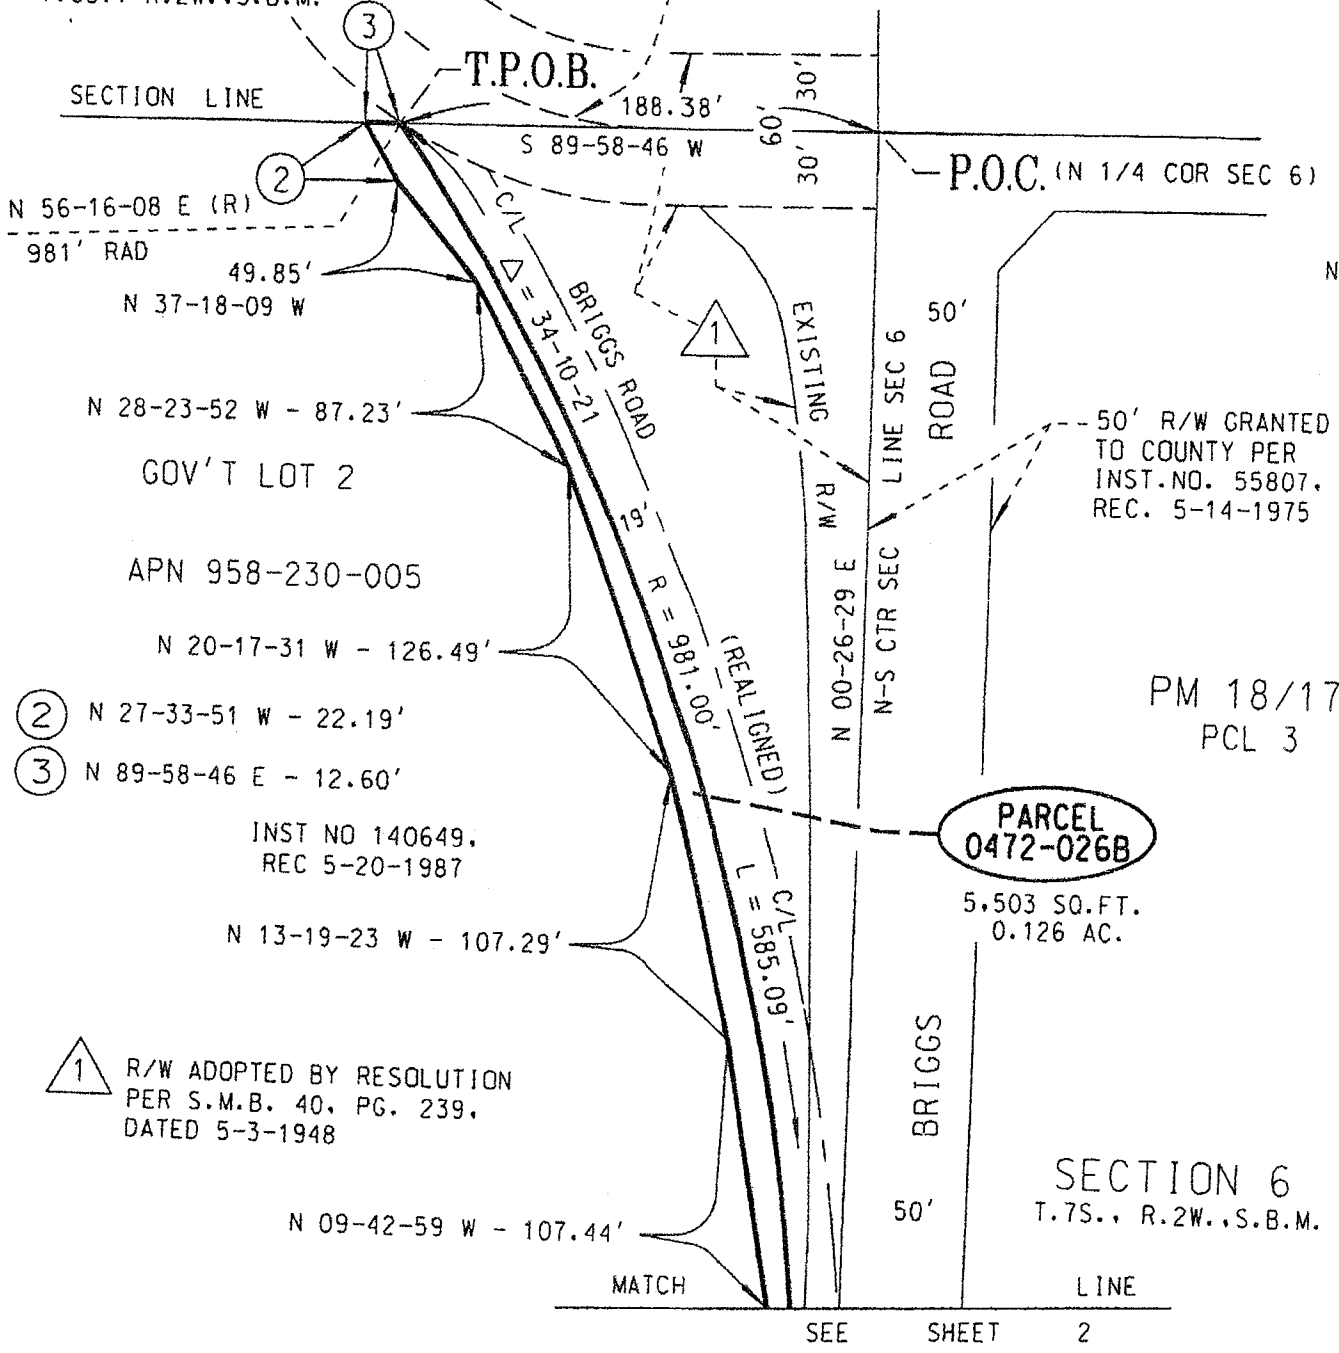 3
T.P.O.B.
SECTION LINE
188.38'
30'
60'
30'
S 89-58-46 W
P.O.C. (N 1/4 COR SEC 6)
2
N 56-16-08 E (R)
981' RAD
C/L
49.85'
N 37-18-09 W
N
Δ = 34-10-21
BRIGGS ROAD
1
EXISTING
R/W
50'
LINE SEC 6
ROAD
N 28-23-52 W - 87.23'
50' R/W GRANTED
TO COUNTY PER
INST.NO. 55807,
REC. 5-14-1975
GOV'T LOT 2
19'
APN 958-230-005
R = 981.00'
N 00-26-29 E
N-S CTR SEC
N 20-17-31 W - 126.49'
(REALIGNED)
PM 18/17
PCL 3
2 N 27-33-51 W - 22.19'
3 N 89-58-46 E - 12.60'
PARCEL
0472-026B
INST NO 140649,
REC 5-20-1987
5,503 SQ.FT.
0.126 AC.
L = 585.09'
C/L
N 13-19-23 W - 107.29'
BRIGGS
1 R/W ADOPTED BY RESOLUTION
PER S.M.B. 40, PG. 239,
DATED 5-3-1948
SECTION 6
T.7S., R.2W.,S.B.M.
50'
N 09-42-59 W - 107.44'
MATCH LINE
SEE SHEET 2